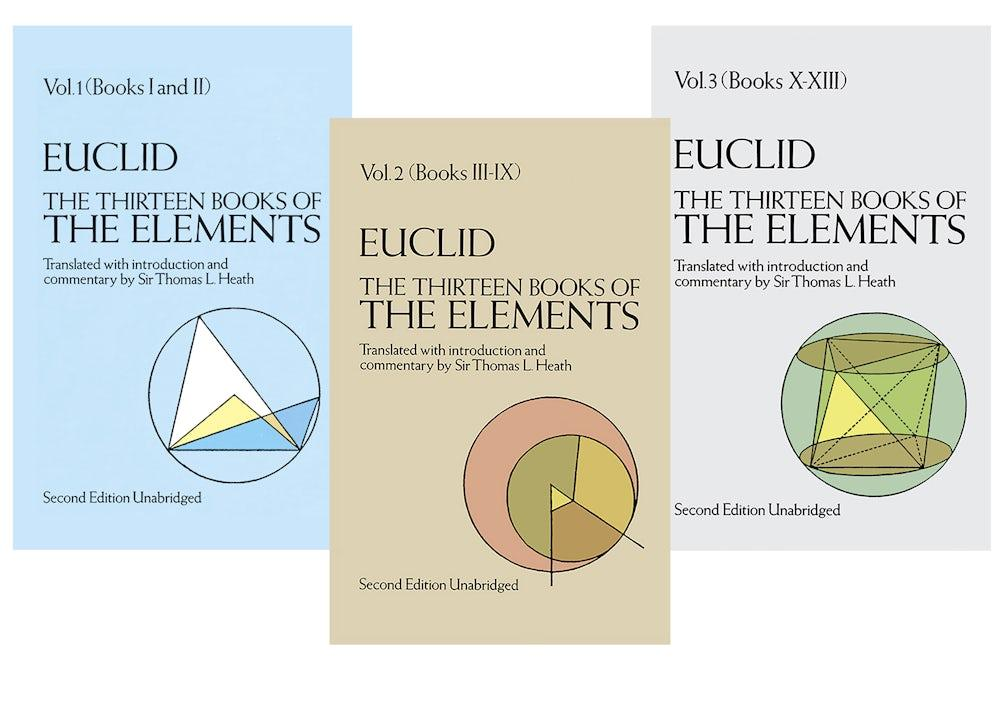 Vol.1 (Books I and II)
EUCLID
THE THIRTEEN BOOKS OF
THE ELEMENTS
Translated with introduction and
commentary by Sir Thomas L. Heath
Second Edition Unabridged
Vol. 2 (Books III-IX)
EUCLID
THE THIRTEEN BOOKS OF
THE ELEMENTS
Translated with introduction and
commentary by Sir Thomas L. Heath
Second Edition Unabridged
Vol. 3 (Books X-XIII)
EUCLID
THE THIRTEEN BOOKS OF
THE ELEMENTS
Translated with introduction and
commentary by Sir Thomas L. Heath
Second Edition Unabridged